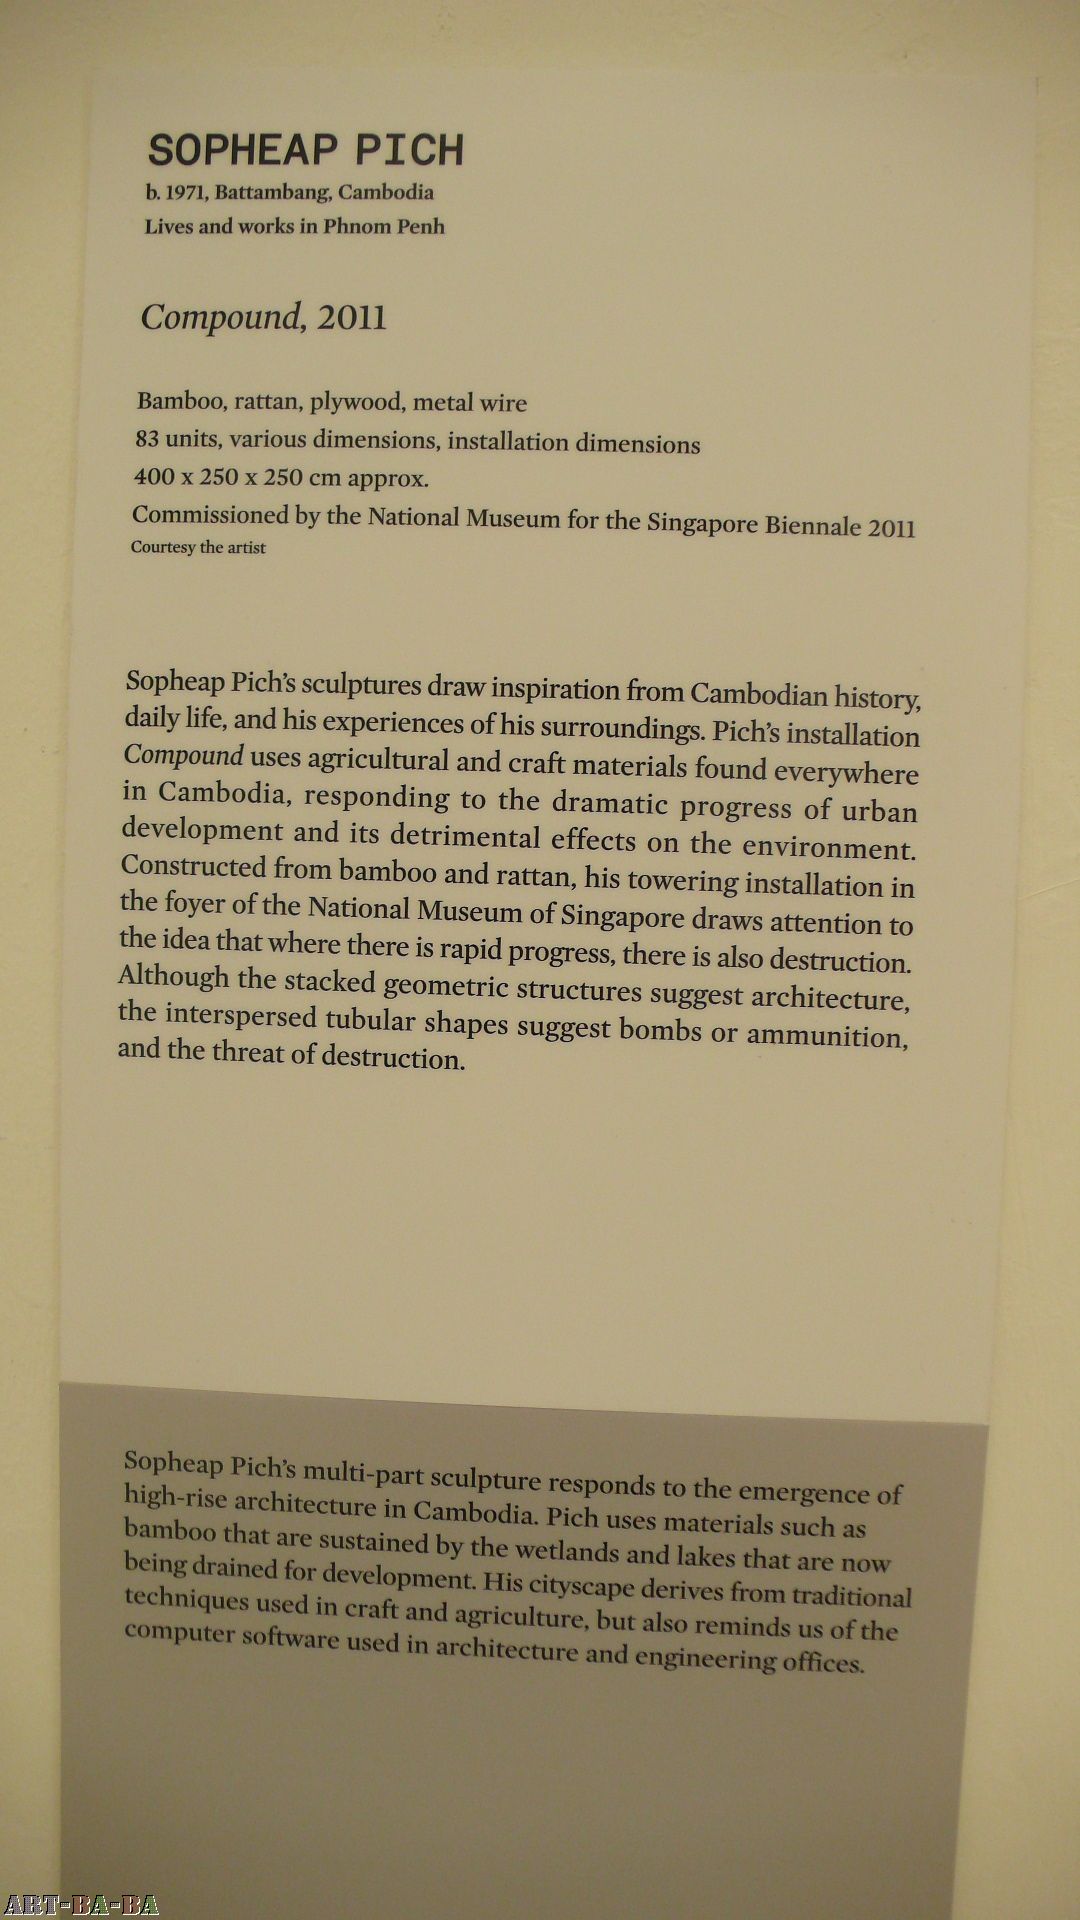 SOPHEAP PICH
b. 1971, Battambang, Cambodia
Lives and works in Phnom Penh
Compound, 2011
Bamboo, rattan, plywood, metal wire
83 units, various dimensions, installation dimensions
400 x 250 x 250 cm approx.
Commissioned by the National Museum for the Singapore Biennale 2011
Courtesy the artist
Sopheap Pich's sculptures draw inspiration from Cambodian history,
daily life, and his experiences of his surroundings. Pich's installation
Compound uses agricultural and craft materials found everywhere
in Cambodia, responding to the dramatic progress of urban
development and its detrimental effects on the environment.
Constructed from bamboo and rattan, his towering installation in
the foyer of the National Museum of Singapore draws attention to
the idea that where there is rapid progress, there is also destruction.
Although the stacked geometric structures suggest architecture,
the interspersed tubular shapes suggest bombs or ammunition,
and the threat of destruction.
Sopheap Pich's multi-part sculpture responds to the emergence of
high-rise architecture in Cambodia. Pich uses materials such as
bamboo that are sustained by the wetlands and lakes that are now
being drained for development. His cityscape derives from traditional
techniques used in craft and agriculture, but also reminds us of the
computer software used in architecture and engineering offices.
ART-BA-BA